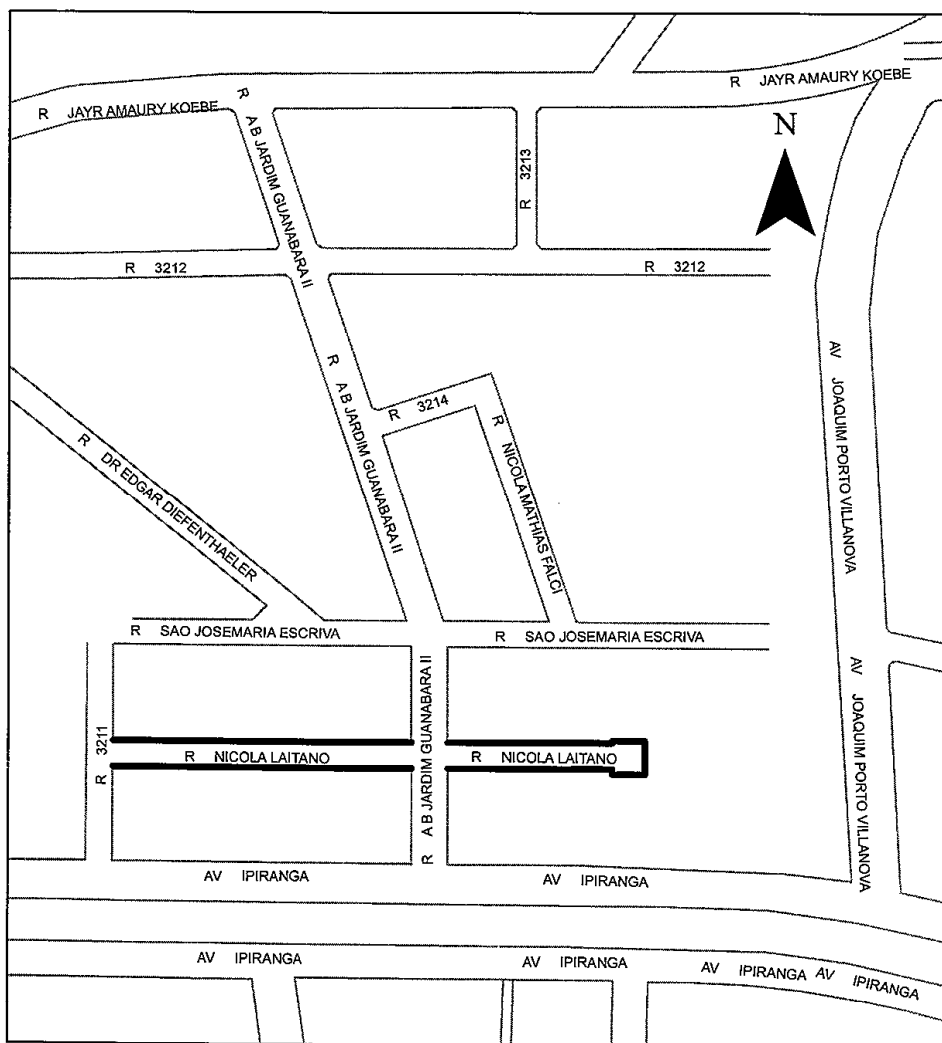 R JAYR AMAURY KOEBE
R JAYR AMAURY KOEBE
N
R A B JARDIM GUANABARA II
R 3213
R 3212
R 3212
R A B JARDIM GUANABARA II
R 3214
R NICOLA MATHIAS FALCI
AV JOAQUIM PORTO VILLANOVA
R DR EDGAR DIEFENTHAELER
R SAO JOSEMARIA ESCRIVA
R SAO JOSEMARIA ESCRIVA
AV JOAQUIM PORTO VILLANOVA
R 3211
R NICOLA LAITANO
R A B JARDIM GUANABARA II
R NICOLA LAITANO
AV IPIRANGA
AV IPIRANGA
AV IPIRANGA
AV IPIRANGA
AV IPIRANGA
AV IPIRANGA